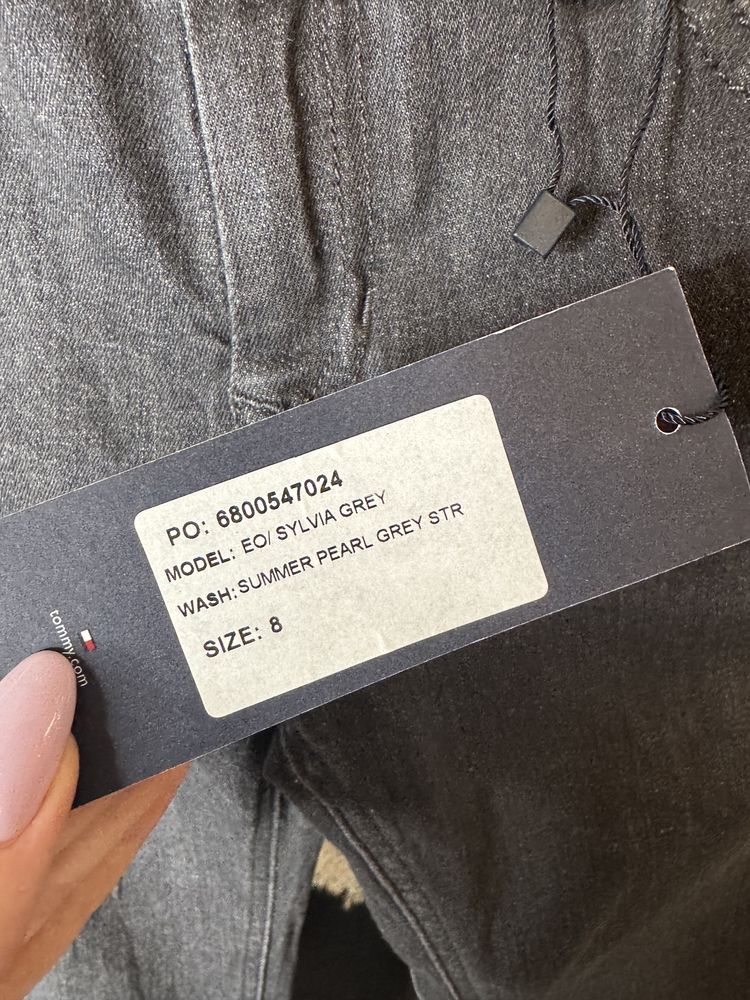 PO: 6800547024
MODEL: EO/ SYLVIA GREY
WASH:SUMMER PEARL GREY STR
SIZE: 8
tommy.com